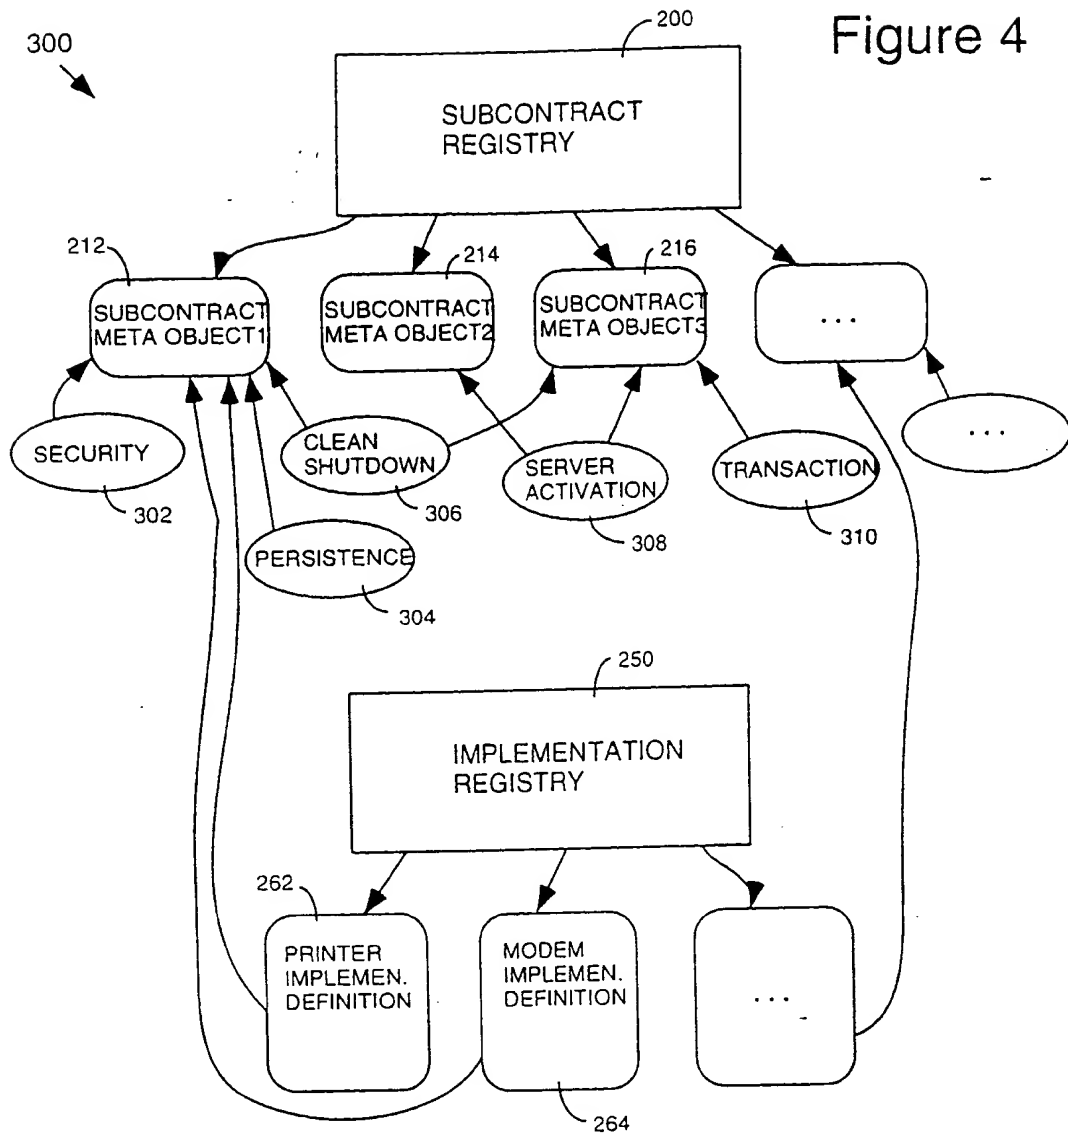 Figure 4
300
200
SUBCONTRACT
REGISTRY
212
214
216
SUBCONTRACT
META OBJECT1
SUBCONTRACT
META OBJECT2
SUBCONTRACT
META OBJECT3
...
SECURITY
302
CLEAN
SHUTDOWN
306
SERVER
ACTIVATION
308
TRANSACTION
310
...
PERSISTENCE
304
250
IMPLEMENTATION
REGISTRY
262
PRINTER
IMPLEMEN.
DEFINITION
MODEM
IMPLEMEN.
DEFINITION
...
264